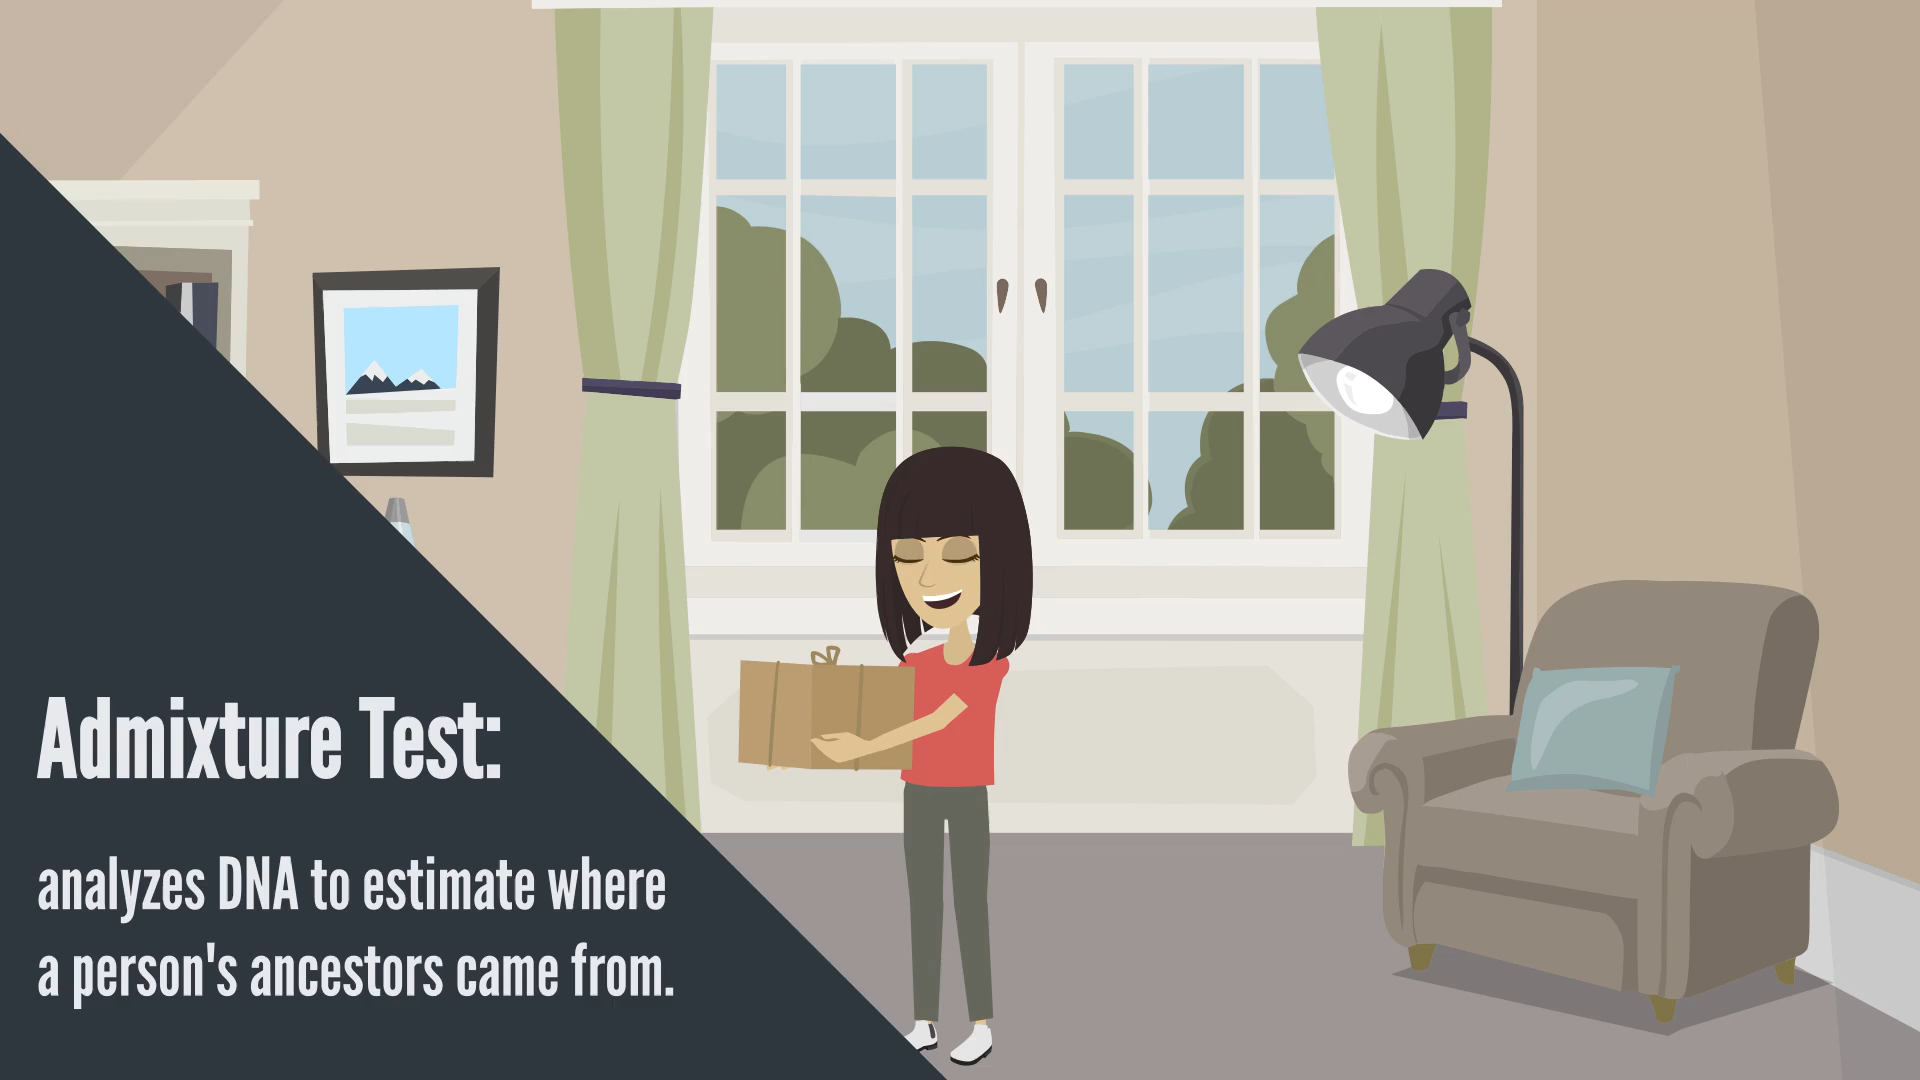 Admixture Test:
analyzes DNA to estimate where
a person's ancestors came from.